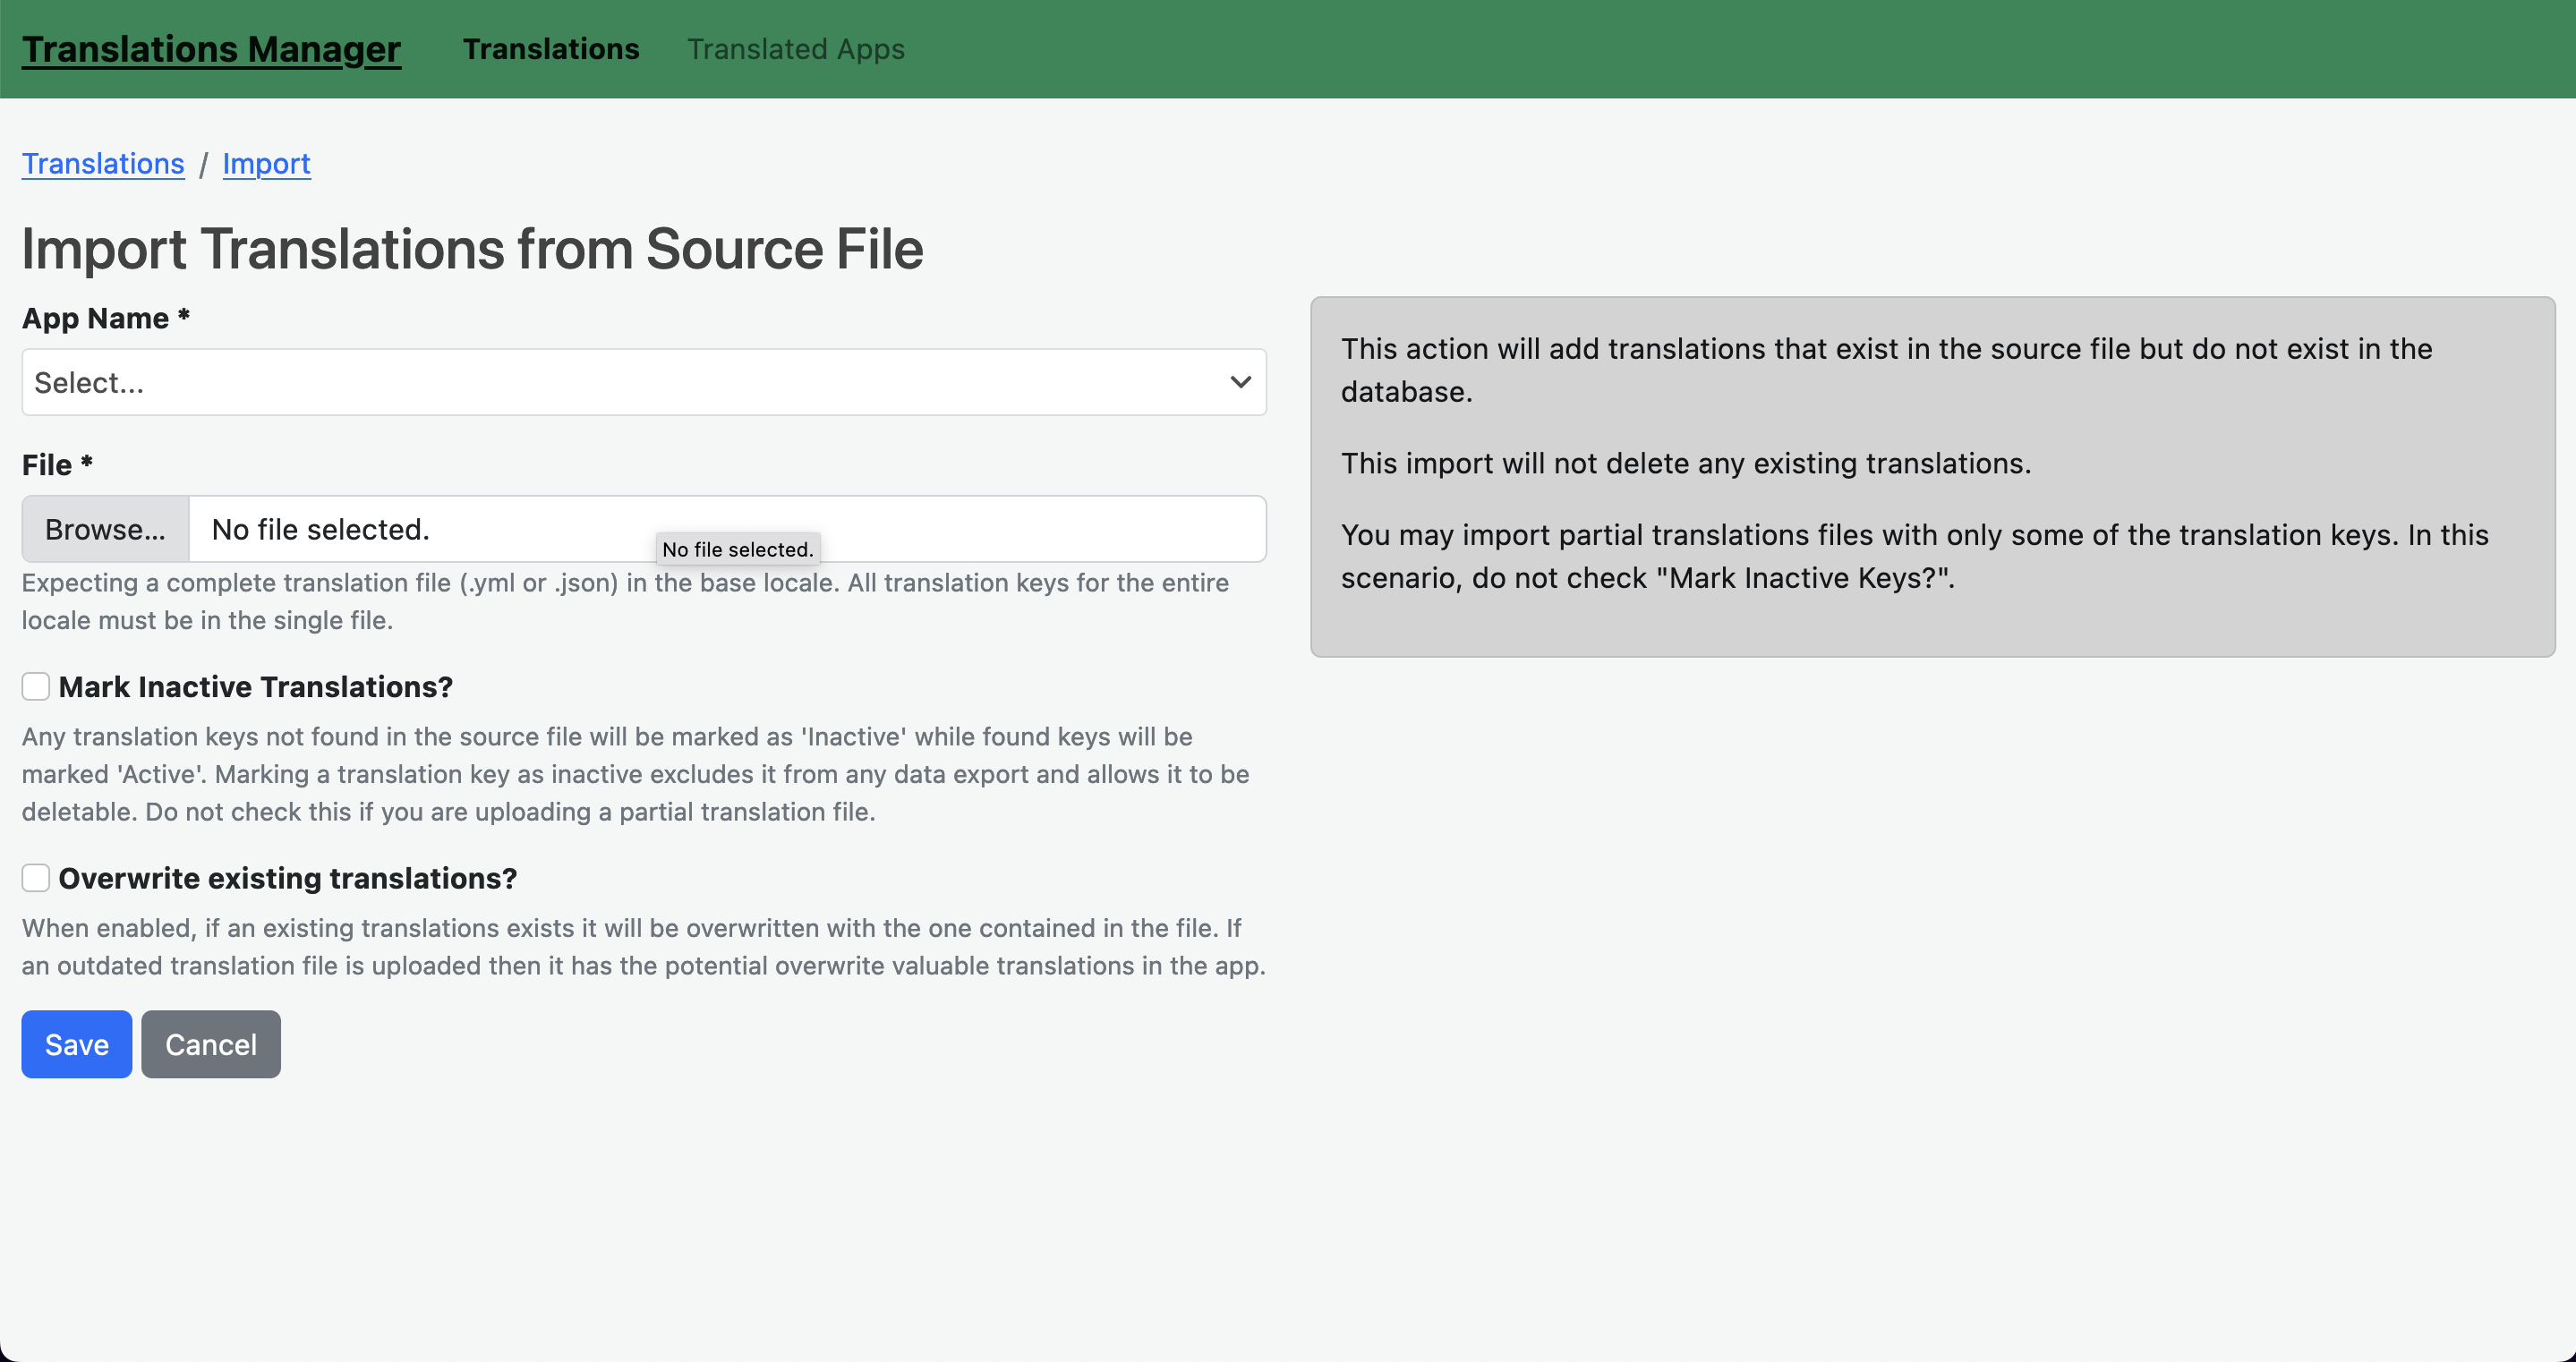 Translations Manager Translations Translated Apps
Translations / Import
Import Translations from Source File
App Name *
Select...
File *
Browse... No file selected.
No file selected.
Expecting a complete translation file (.yml or .json) in the base locale. All translation keys for the entire
locale must be in the single file.
Mark Inactive Translations?
Any translation keys not found in the source file will be marked as 'Inactive' while found keys will be
marked 'Active'. Marking a translation key as inactive excludes it from any data export and allows it to be
deletable. Do not check this if you are uploading a partial translation file.
Overwrite existing translations?
When enabled, if an existing translations exists it will be overwritten with the one contained in the file. If
an outdated translation file is uploaded then it has the potential overwrite valuable translations in the app.
Save Cancel
This action will add translations that exist in the source file but do not exist in the
database.
This import will not delete any existing translations.
You may import partial translations files with only some of the translation keys. In this
scenario, do not check "Mark Inactive Keys?".